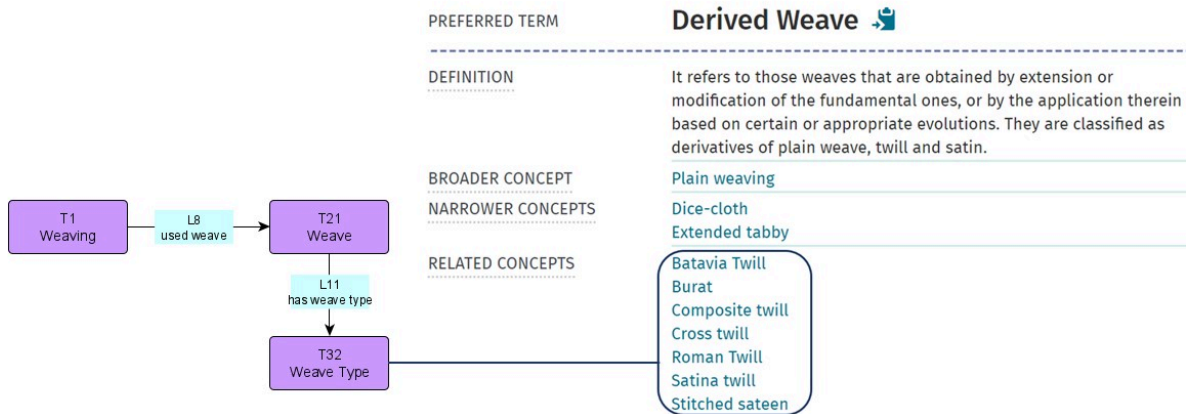 PREFERRED TERM
Derived Weave
DEFINITION
It refers to those weaves that are obtained by extension or
modification of the fundamental ones, or by the application therein
based on certain or appropriate evolutions. They are classified as
derivatives of plain weave, twill and satin.
BROADER CONCEPT
Plain weaving
NARROWER CONCEPTS
Dice-cloth
Extended tabby
RELATED CONCEPTS
Batavia Twill
Burat
Composite twill
Cross twill
Roman Twill
Satina twill
Stitched sateen
T1
Weaving
L8
used weave
T21
Weave
L11
has weave type
T32
Weave Type